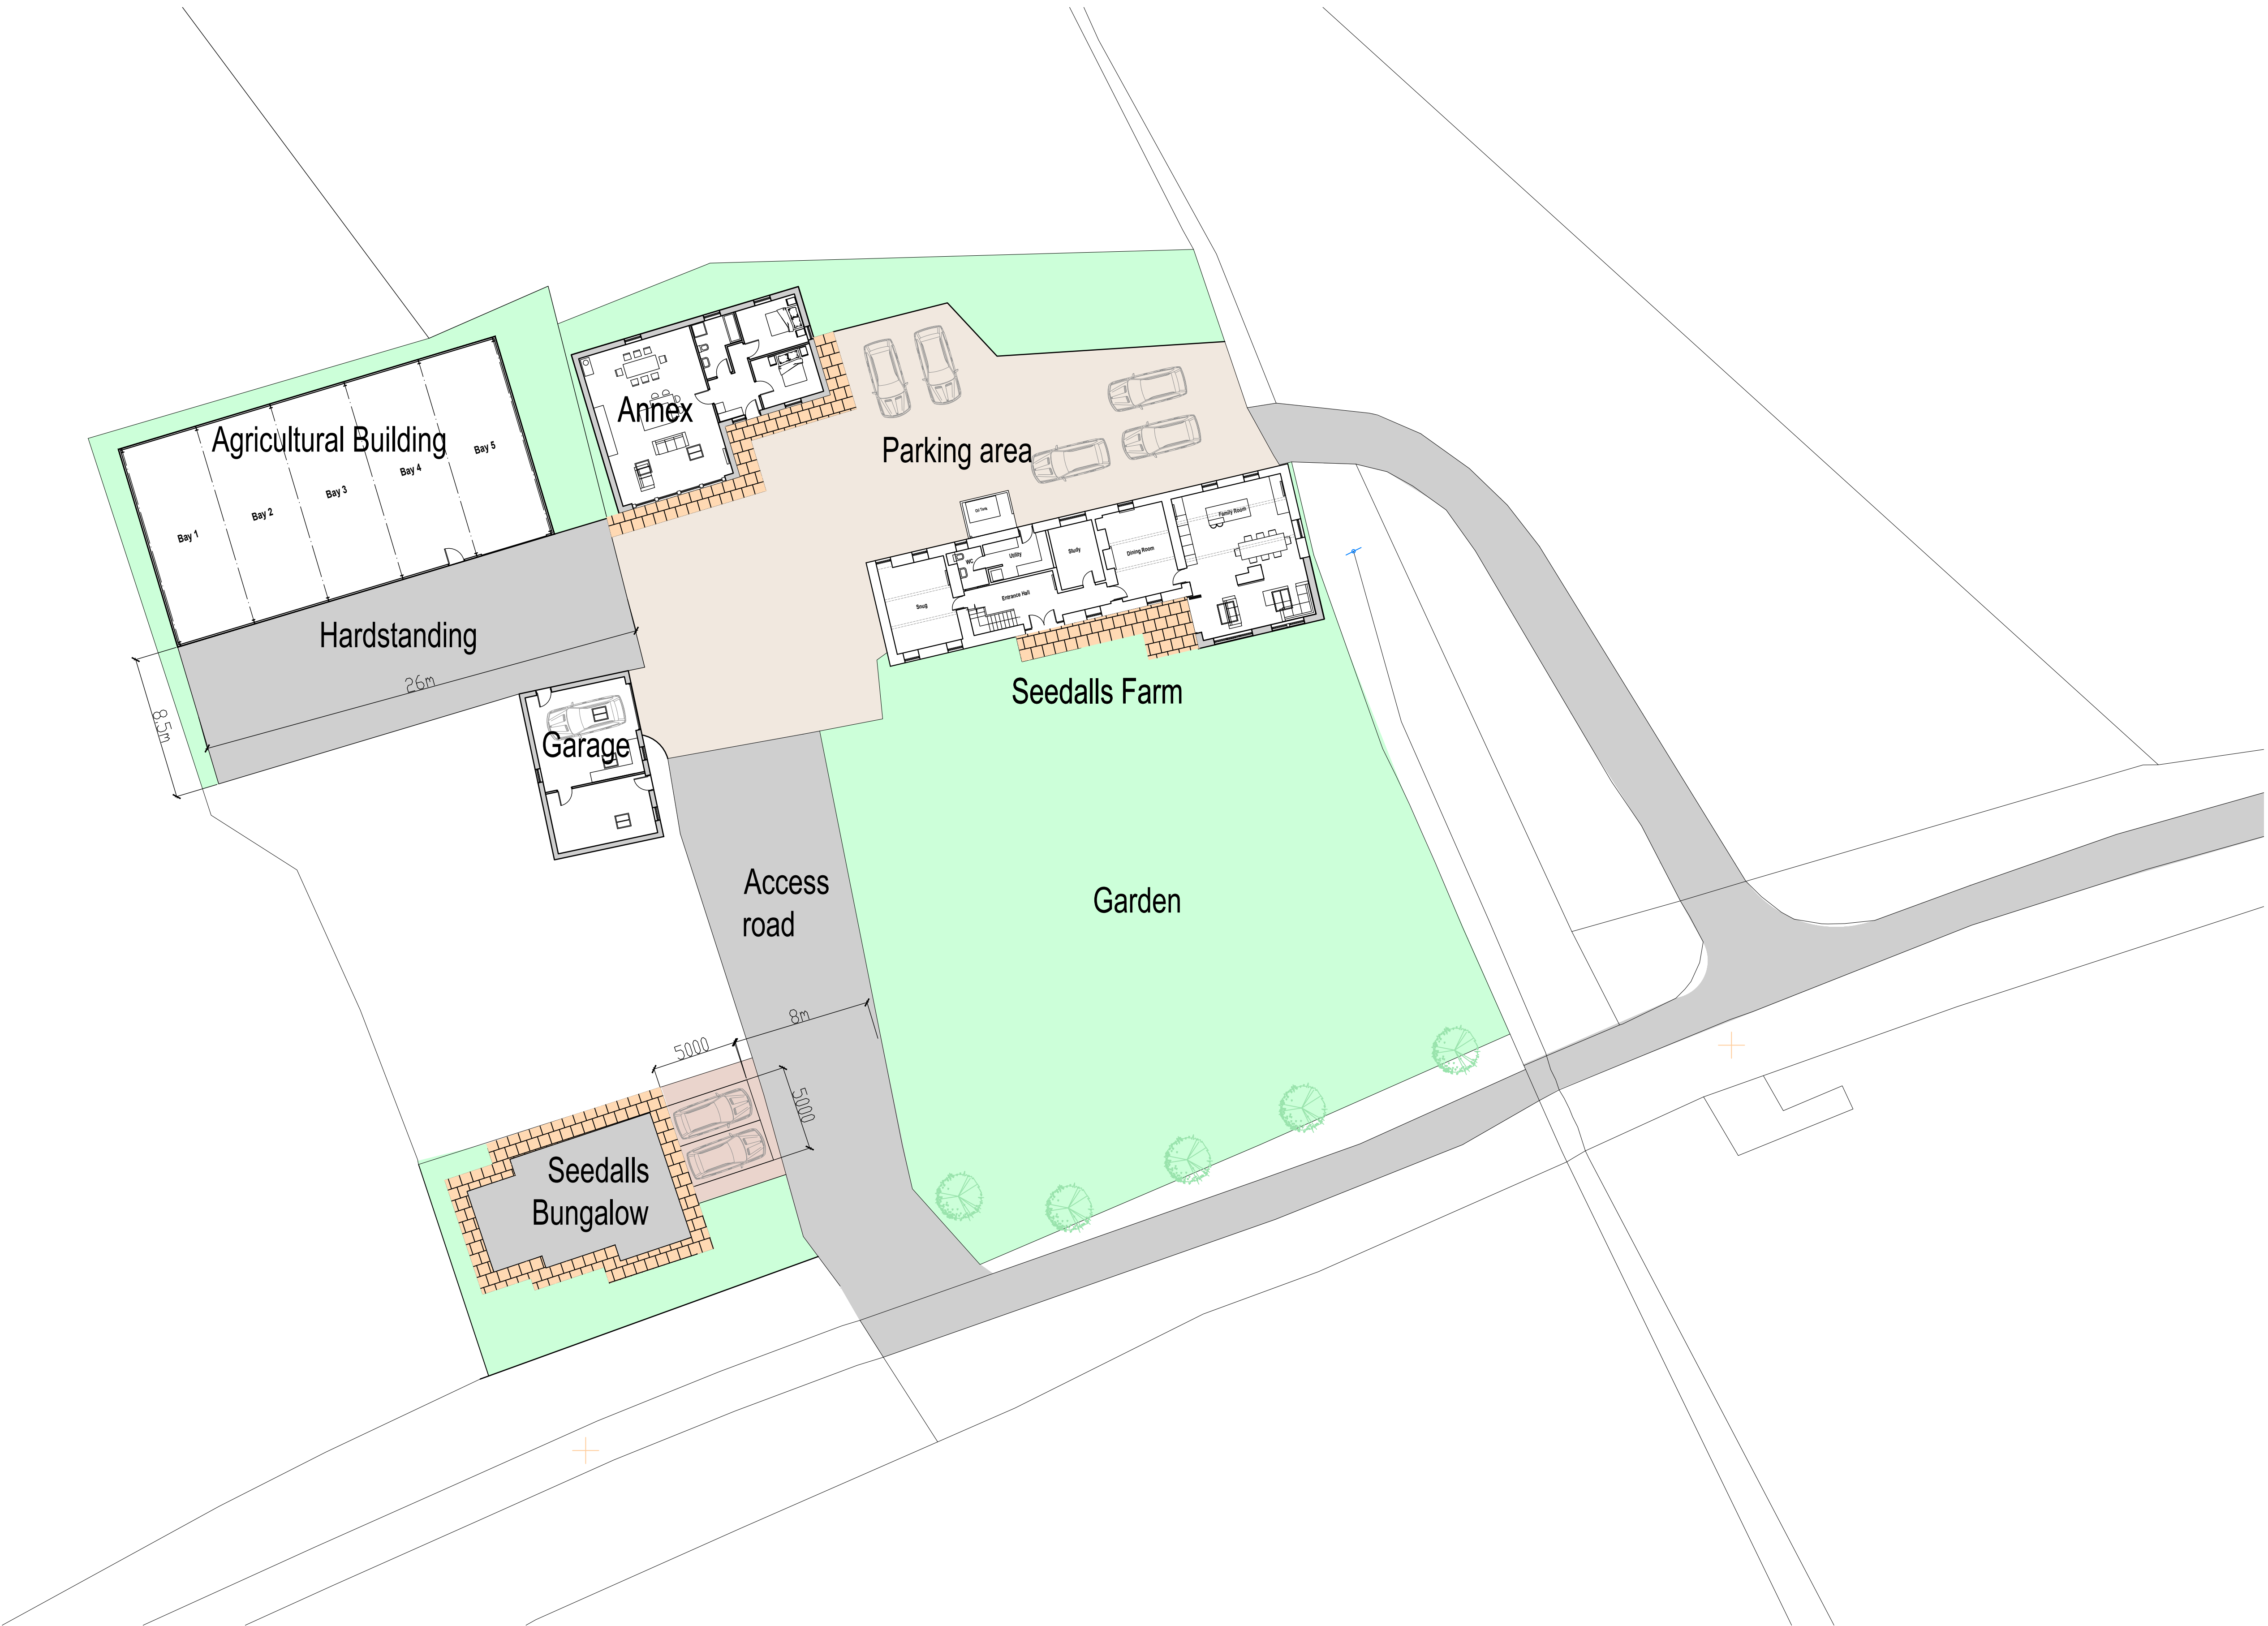 Annex
Agricultural Building
Bay 5
Bay 4
Bay 3
Bay 2
Bay 1
Parking area
Oil Tank
Family Room
Dining Room
Study
Utility
WC
Entrance Hall
Snug
Hardstanding
26m
8.5m
Seedalls Farm
Garage
Access
road
Garden
8m
5000
5000
Seedalls
Bungalow